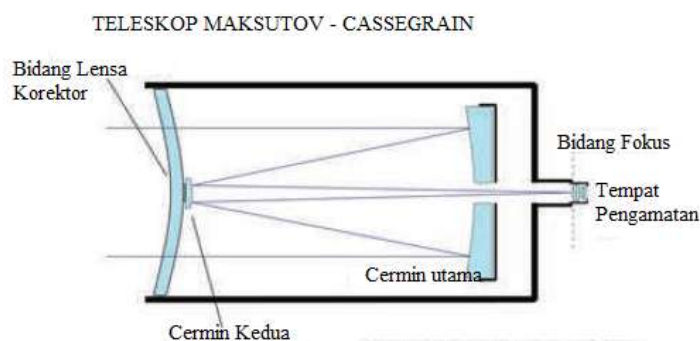 TELESKOP MAKSUTOV - CASSEGRAIN
Bidang Lensa
Korektor
Bidang Fokus
Tempat
Pengamatan
Cermin utama
Cermin Kedua